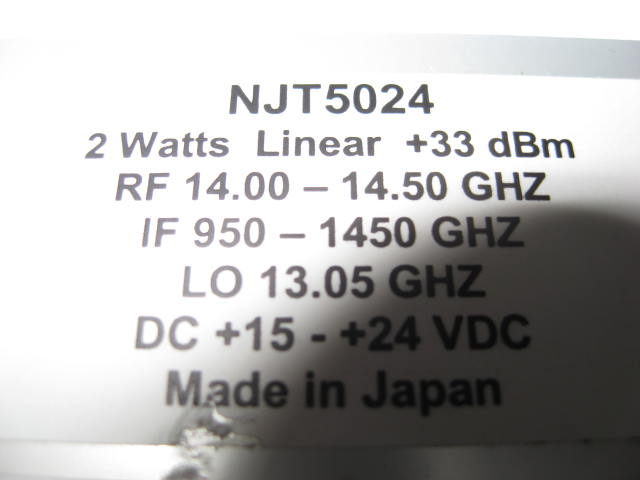 NJT5024
2 Watts Linear +33 dBm
RF 14.00 – 14.50 GHZ
IF 950 – 1450 GHZ
LO 13.05 GHZ
DC +15 - +24 VDC
Made in Japan